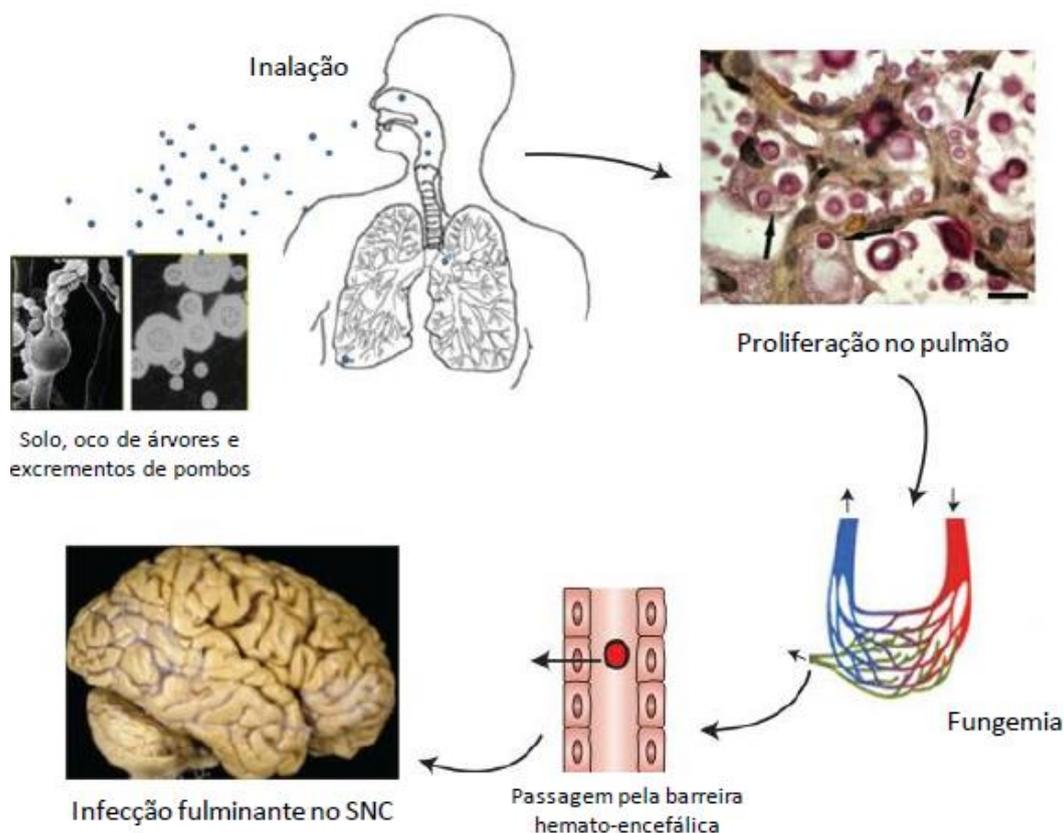 Inalação
Proliferação no pulmão
Solo, oco de árvores e
excrementos de pombos
Fungemia
Passagem pela barreira
hemato-encefálica
Infecção fulminante no SNC